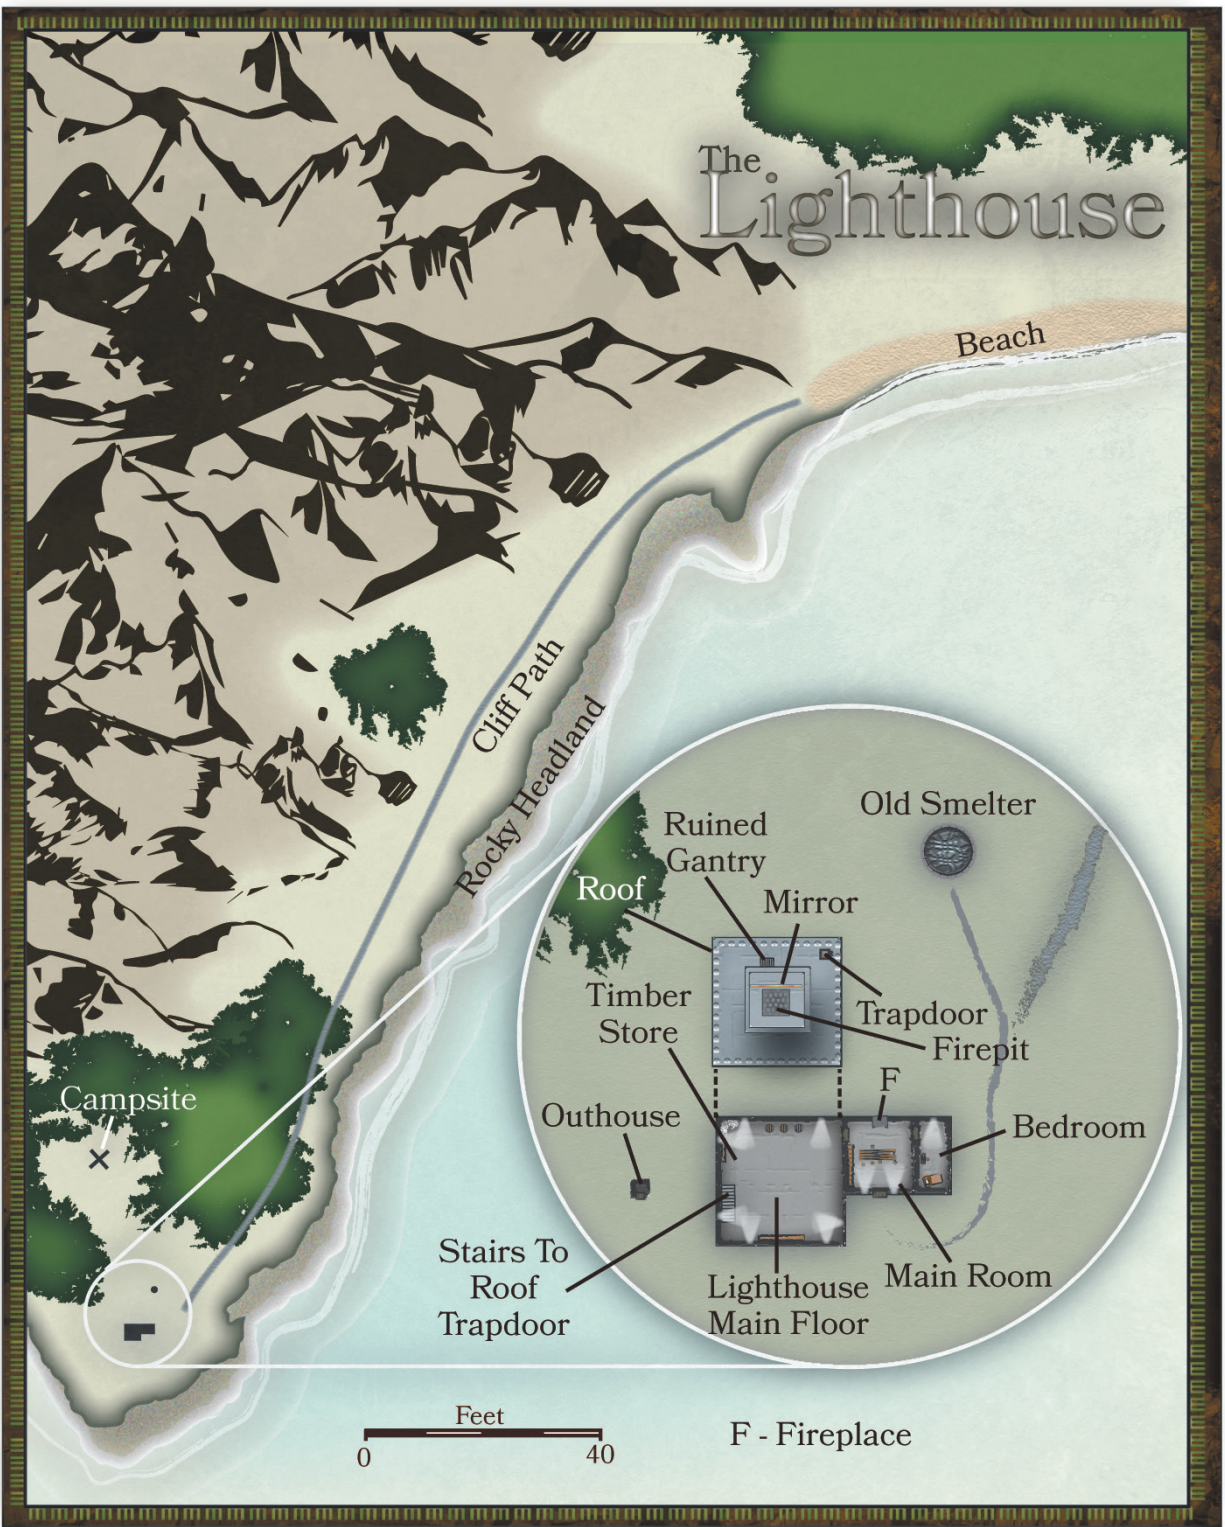 The
Lighthouse
Beach
Cliff Path
Rocky Headland
Old Smelter
Ruined
Gantry
Roof
Mirror
Timber
Store
Trapdoor
Firepit
F
Campsite
Outhouse
Bedroom
Stairs To
Roof
Trapdoor
Main Room
Lighthouse
Main Floor
Feet
0 40
F - Fireplace